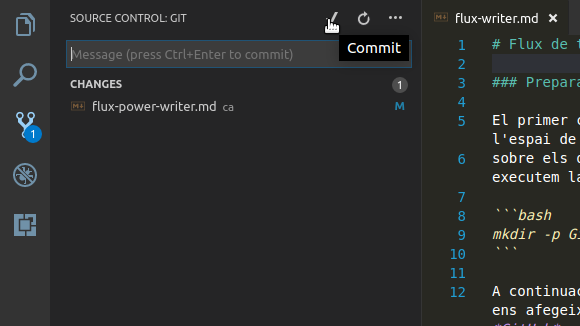 SOURCE CONTROL: GIT
Message (press Ctrl+Enter to commit)
Commit
CHANGES
1
flux-power-writer.md ca
M
1
flux-writer.md
1 # Flux de
2
3 ### Prepara
4
5 El primer
l'espai de
6 sobre els
executem la
7
8 ```bash
9 mkdir -p
10 ```
11
12 A continuac
ens afegeix